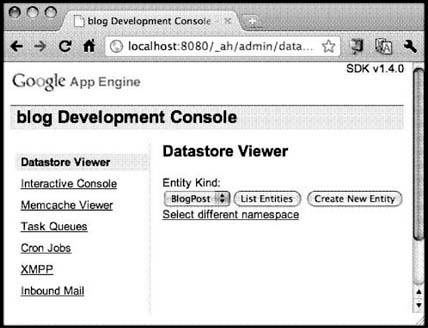 blog Development Console -
localhost:8080/_ah/admin/data...
SDK v1.4.0
Google App Engine
blog Development Console
Datastore Viewer
Interactive Console
Memcache Viewer
Task Queues
Cron Jobs
XMPP
Inbound Mail
Datastore Viewer
Entity Kind:
BlogPost List Entities Create New Entity
Select different namespace